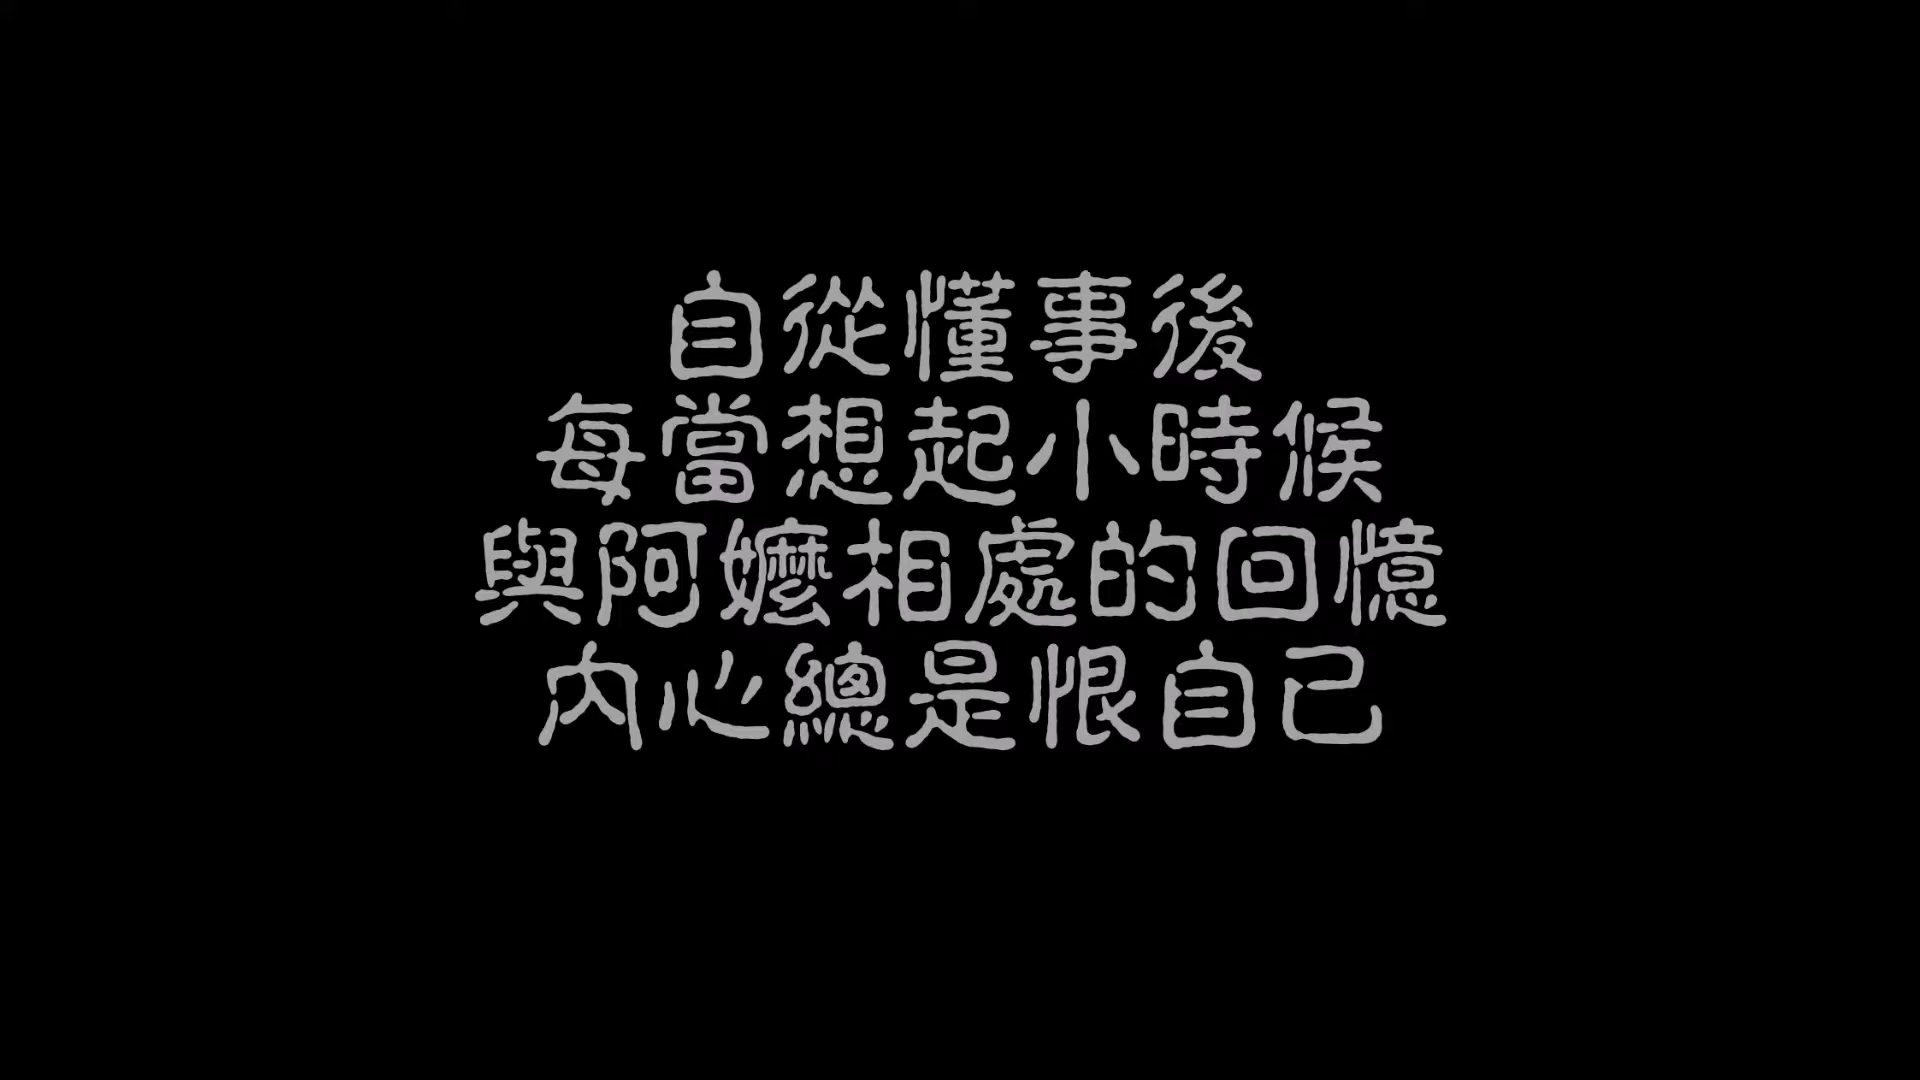 自從懂事後
每當想起小時候
與阿嬤相處的回憶
內心總是恨自己